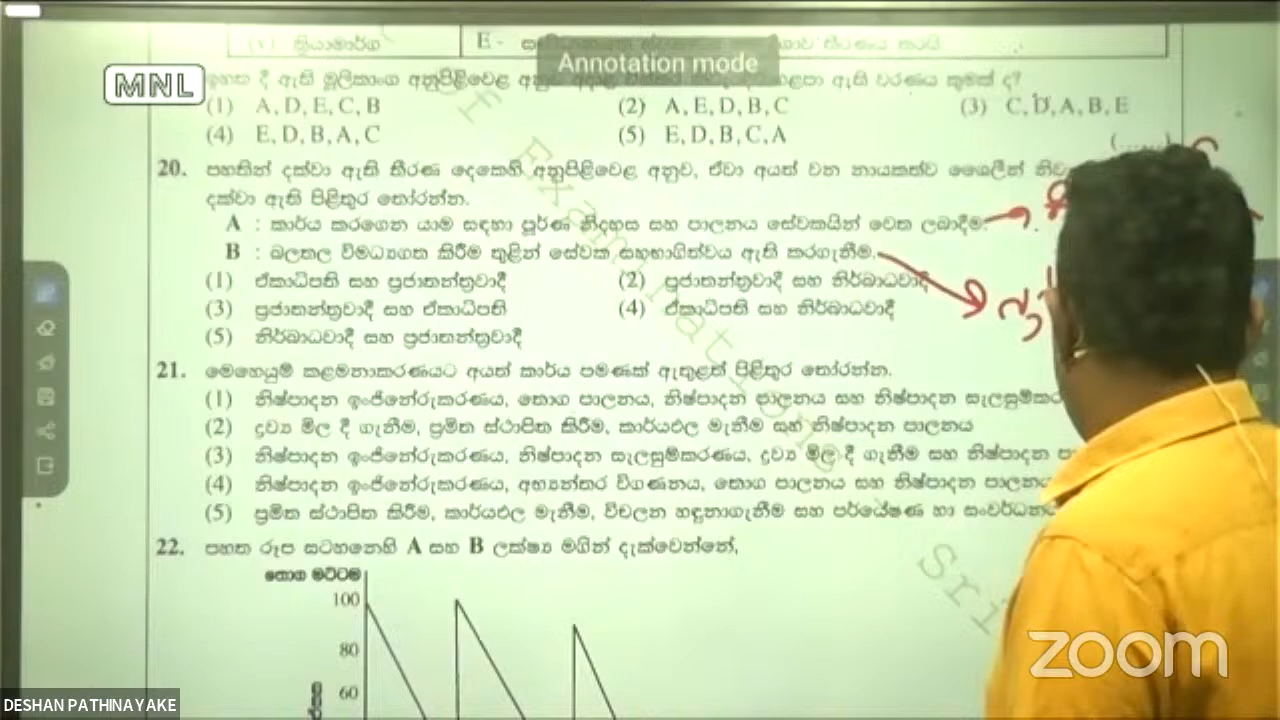 (v) ක්‍රියාමාර්ග E -
Annotation mode
MNL
ඉහත දී ඇති මූලිකාංග අනුපිළිවෙළ ඇති වරණය කුමක් ද?
(1) A, D, E, C, B (2) A, E, D, B, C (3) C, D, A, B, E
(4) E, D, B, A, C (5) E, D, B, C, A (......)
20. පහතින් දක්වා ඇති තීරණ දෙකෙහි අනුපිළිවෙළ අනුව, ඒවා අයත් වන නායකත්ව ශෛලීන්
දක්වා ඇති පිළිතුර තෝරන්න.
A : කාර්ය කරගෙන යාම සඳහා පූර්ණ නිදහස සහ පාලනය සේවකයින් වෙත ලබාදීම.
B : බලතල විමධ්‍යගත කිරීම තුළින් සේවක සහභාගිත්වය ඇති කරගැනීම.
(1) ඒකාධිපති සහ ප්‍රජාතන්ත්‍රවාදී (2) ප්‍රජාතන්ත්‍රවාදී සහ නිර්බාධවාදී
(3) ප්‍රජාතන්ත්‍රවාදී සහ ඒකාධිපති (4) ඒකාධිපති සහ නිර්බාධවාදී
(5) නිර්බාධවාදී සහ ප්‍රජාතන්ත්‍රවාදී
21. මෙහෙයුම් කළමනාකරණයට අයත් කාර්ය පමණක් ඇතුළත් පිළිතුර තෝරන්න.
(1) නිෂ්පාදන ඉංජිනේරුකරණය, තොග පාලනය, නිෂ්පාදන පාලනය සහ නිෂ්පාදන
(2) ද්‍රව්‍ය මිල දී ගැනීම, ප්‍රමිත ස්ථාපිත කිරීම, කාර්යඵල මැනීම සහ නිෂ්පාදන පාලනය
(3) නිෂ්පාදන ඉංජිනේරුකරණය, නිෂ්පාදන සැලසුම්කරණය, ද්‍රව්‍ය මිල දී ගැනීම සහ නිෂ්පාදන
(4) නිෂ්පාදන ඉංජිනේරුකරණය, අභ්‍යන්තර විගණනය, තොග පාලනය සහ නිෂ්පාදන පාලනය
(5) ප්‍රමිත ස්ථාපිත කිරීම, කාර්යඵල මැනීම, විචලන හඳුනාගැනීම සහ පර්යේෂණ හා
22. පහත රූප සටහනෙහි A සහ B ලක්ෂ්‍ය මගින් දැක්වෙන්නේ,
තොග මට්ටම
100
80
60
zoom
DESHAN PATHINAYAKE